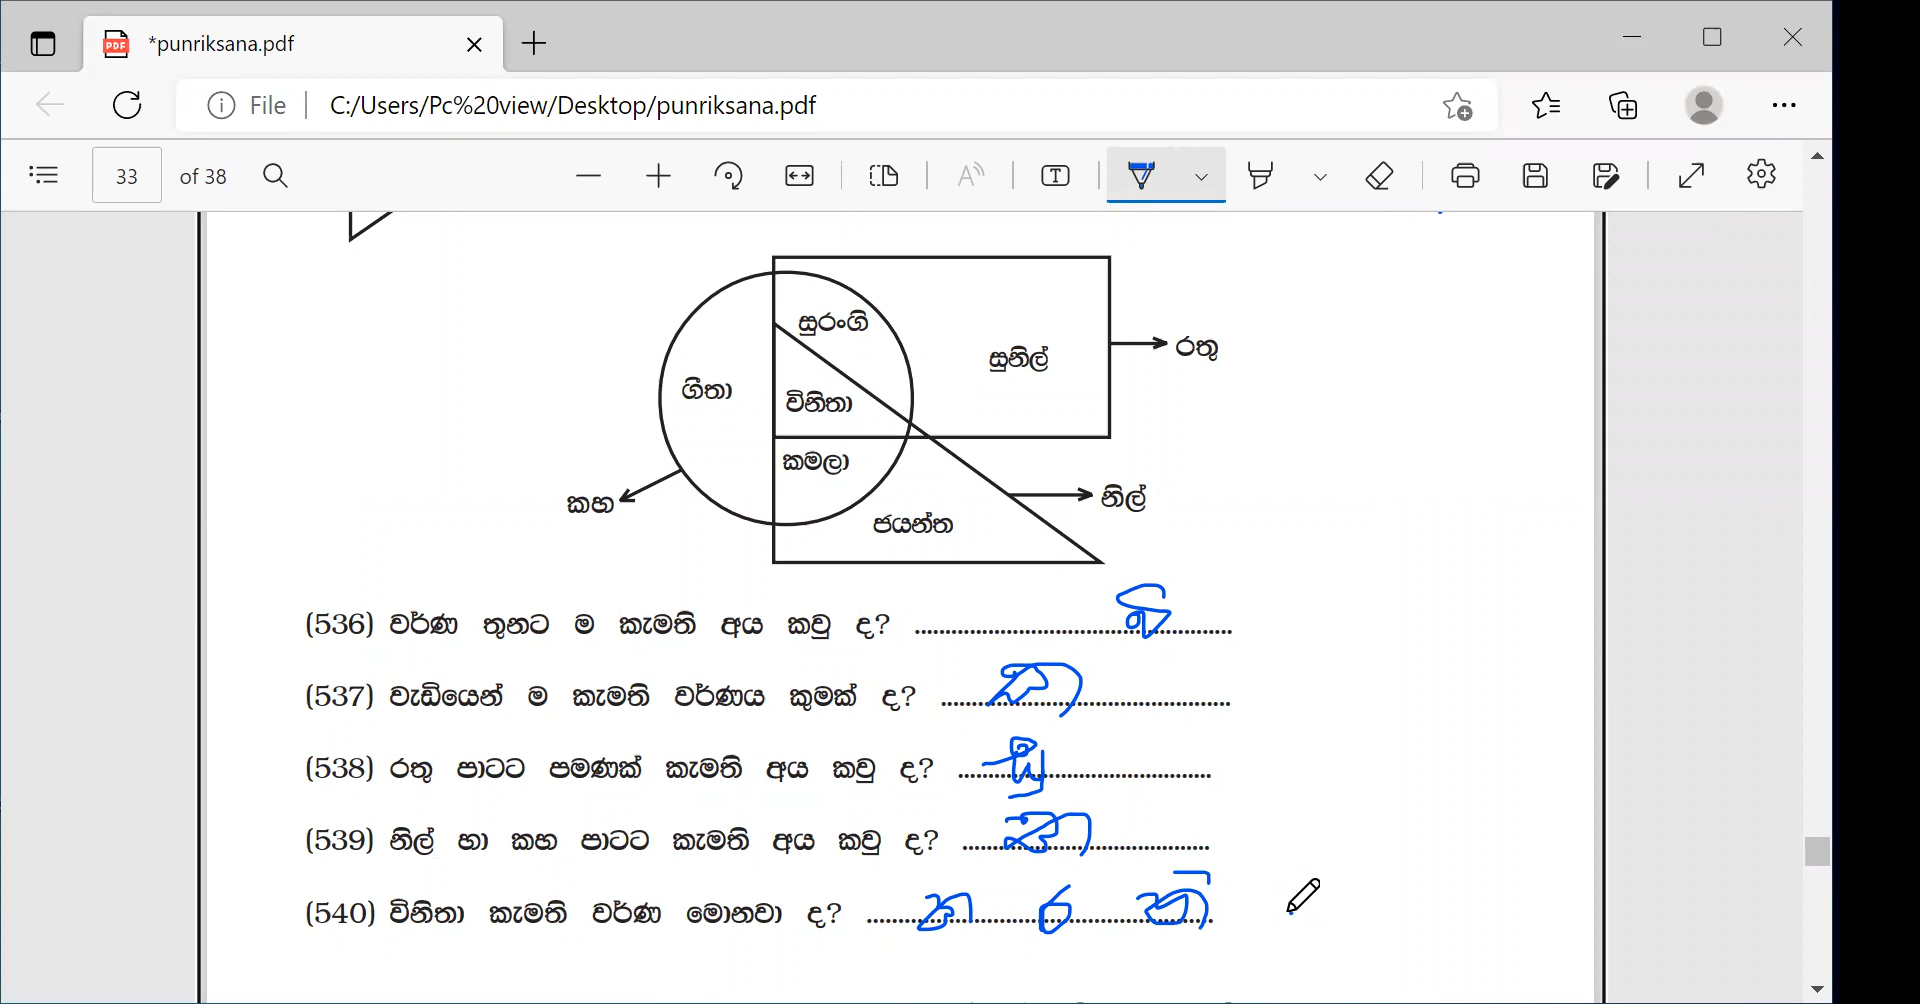 *punriksana.pdf
File C:/Users/Pc%20view/Desktop/punriksana.pdf
33 of 38
සුරංගි
සුනිල්
රතු
ගීතා
විනිතා
කමලා
කහ
නිල්
ජයන්ත
(536) වර්ණ තුනට ම කැමති අය කවු ද? ........................................
(537) වැඩියෙන් ම කැමති වර්ණය කුමක් ද? ........................................
(538) රතු පාටට පමණක් කැමති අය කවු ද? ........................................ සු
(539) නිල් හා කහ පාටට කැමති අය කවු ද? ........................................
(540) විනිතා කැමති වර්ණ මොනවා ද? ........................................ ර